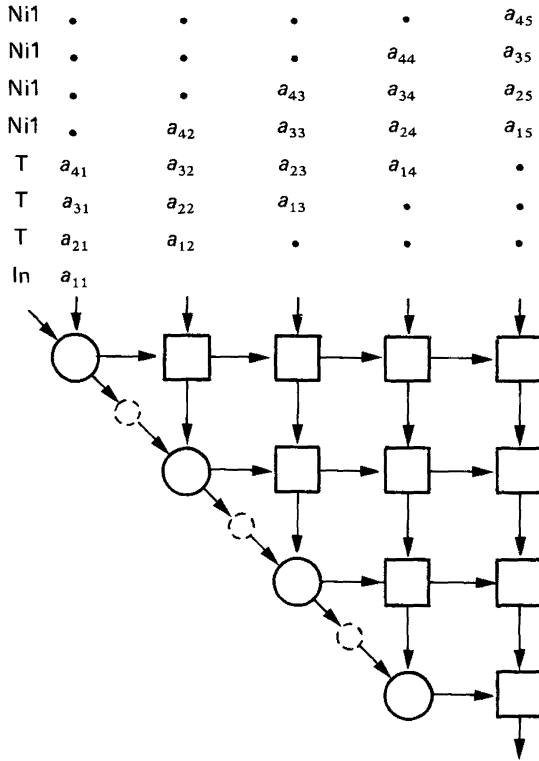 Ni1 • • • • a₄₅
Ni1 • • • a₄₄ a₃₅
Ni1 • • a₄₃ a₃₄ a₂₅
Ni1 • a₄₂ a₃₃ a₂₄ a₁₅
T a₄₁ a₃₂ a₂₃ a₁₄ •
T a₃₁ a₂₂ a₁₃ • •
T a₂₁ a₁₂ • • •
In a₁₁